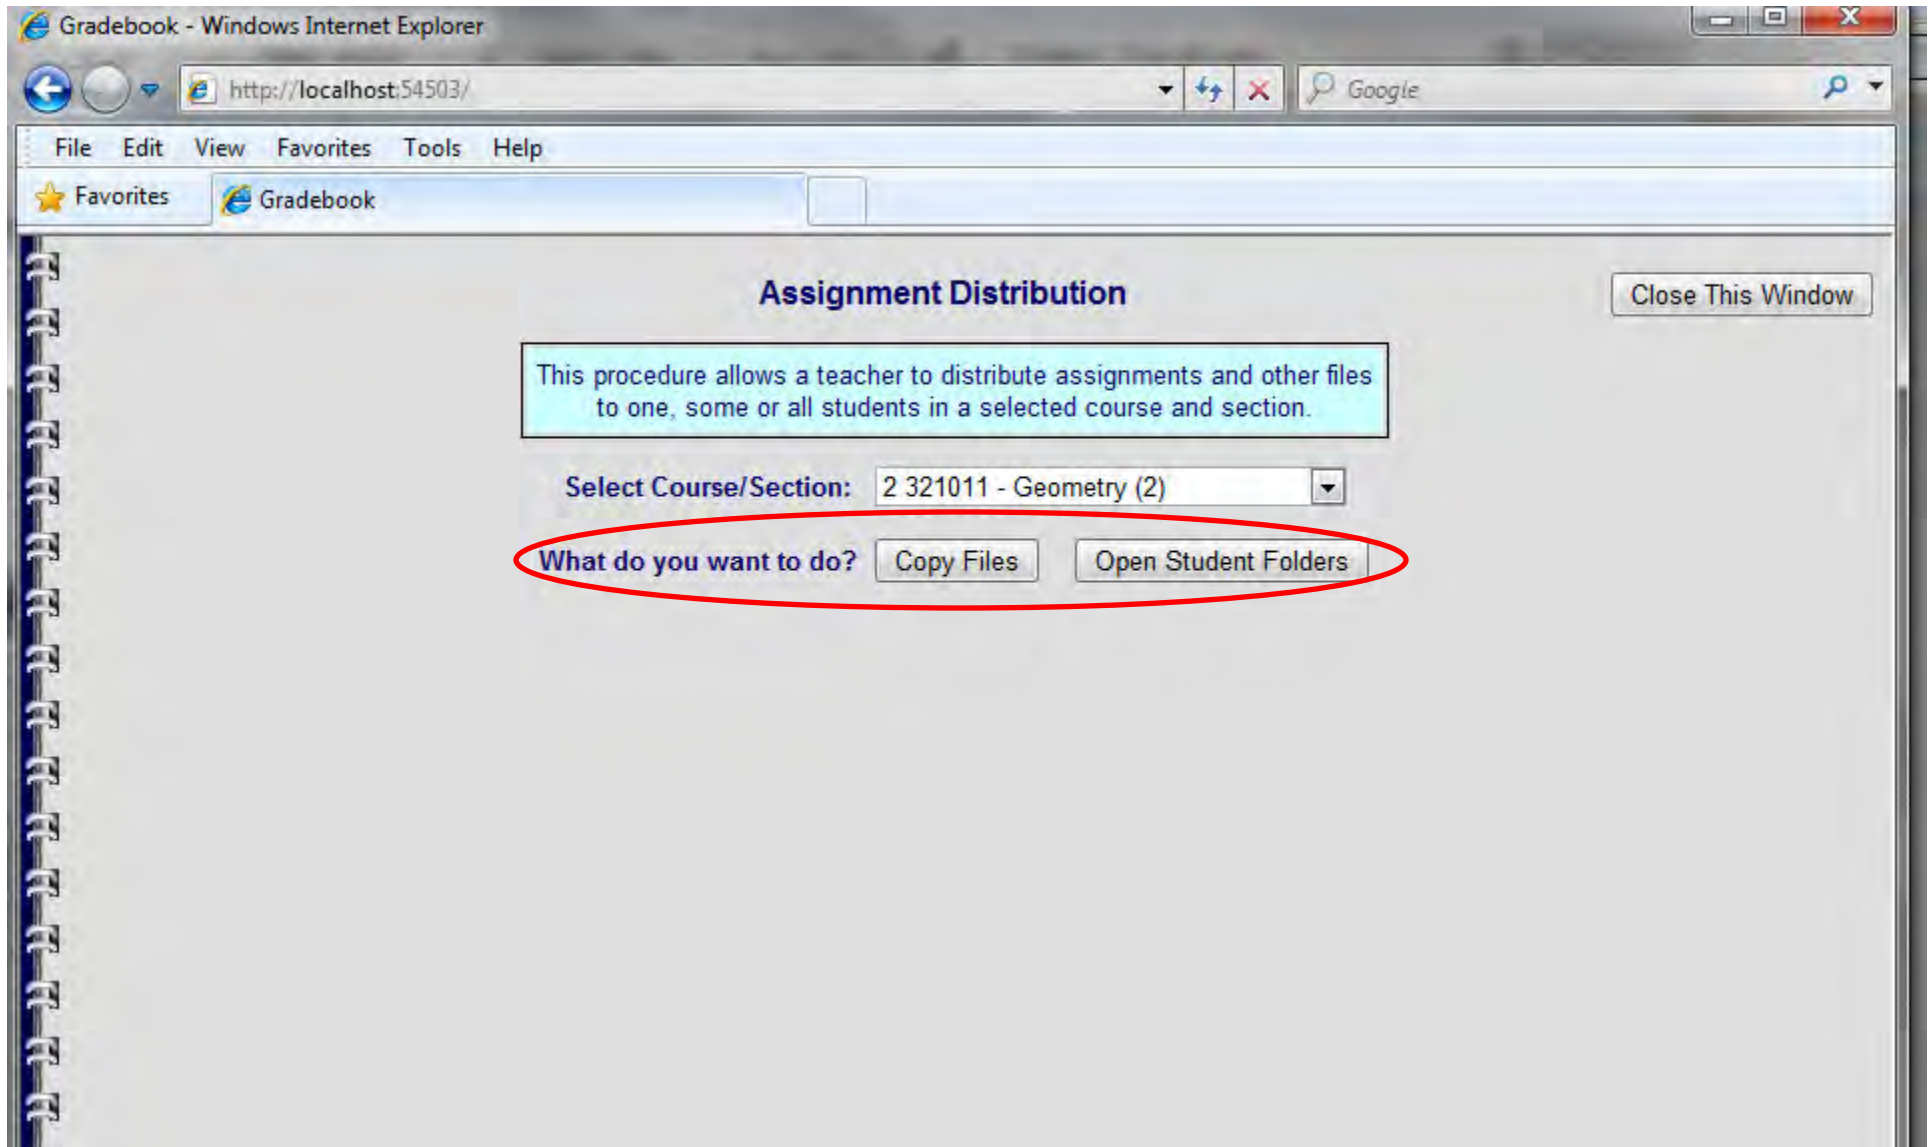 Gradebook - Windows Internet Explorer
http://localhost:54503/
Google
File Edit View Favorites Tools Help
Favorites
Gradebook
Assignment Distribution
Close This Window
This procedure allows a teacher to distribute assignments and other files
to one, some or all students in a selected course and section.
Select Course/Section: 2 321011 - Geometry (2)
What do you want to do? Copy Files Open Student Folders